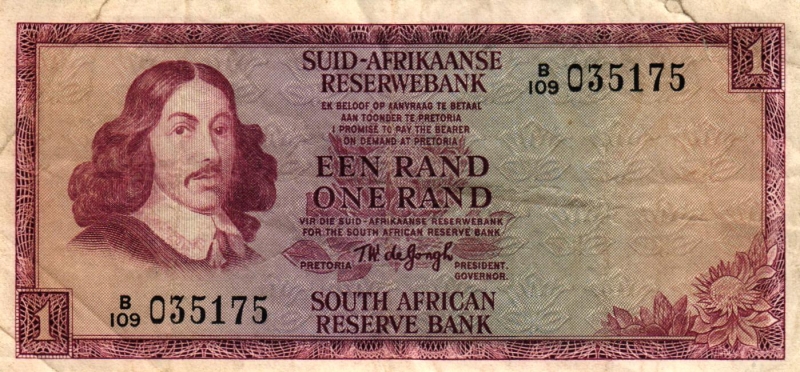 1
SUID-AFRIKAANSE
RESERWEBANK
B/109 035175
EK BELOOF OP AANVRAAG TE BETAAL
AAN TOONDER TE PRETORIA
I PROMISE TO PAY THE BEARER
ON DEMAND AT PRETORIA
EEN RAND
ONE RAND
VIR DIE SUID-AFRIKAANSE RESERWEBANK
FOR THE SOUTH AFRICAN RESERVE BANK
T.W. de Jongh
PRETORIA PRESIDENT.
GOVERNOR.
B/109 035175
SOUTH AFRICAN
RESERVE BANK
1